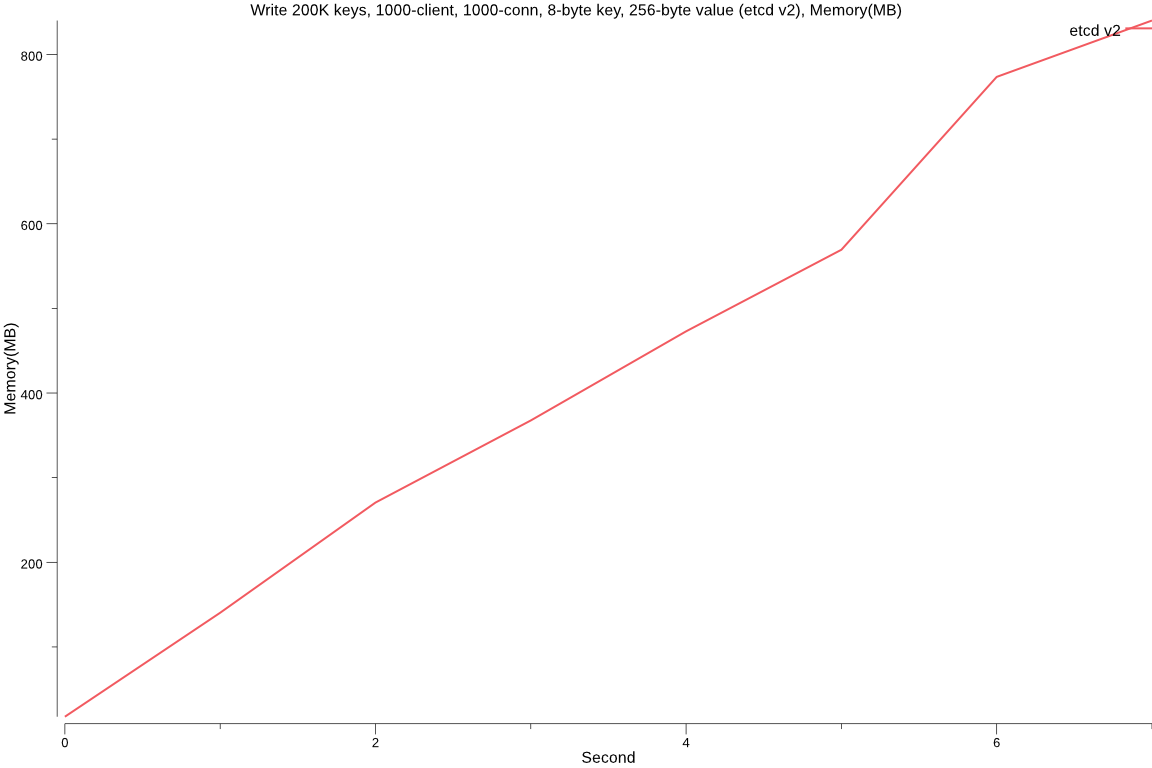 Write 200K keys, 1000-client, 1000-conn, 8-byte key, 256-byte value (etcd v2), Memory(MB)
etcd v2
800
600
400
200
Memory(MB)
0
2
4
6
Second